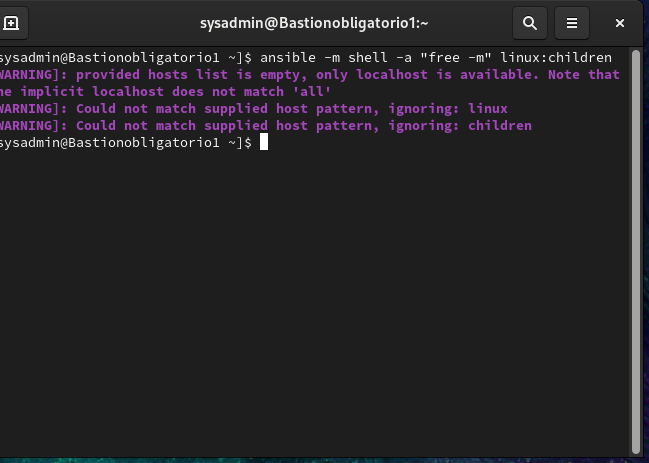 sysadmin@Bastionobligatorio1:~
sysadmin@Bastionobligatorio1 ~]$ ansible -m shell -a "free -m" linux:children
WARNING]: provided hosts list is empty, only localhost is available. Note that
he implicit localhost does not match 'all'
WARNING]: Could not match supplied host pattern, ignoring: linux
WARNING]: Could not match supplied host pattern, ignoring: children
sysadmin@Bastionobligatorio1 ~]$